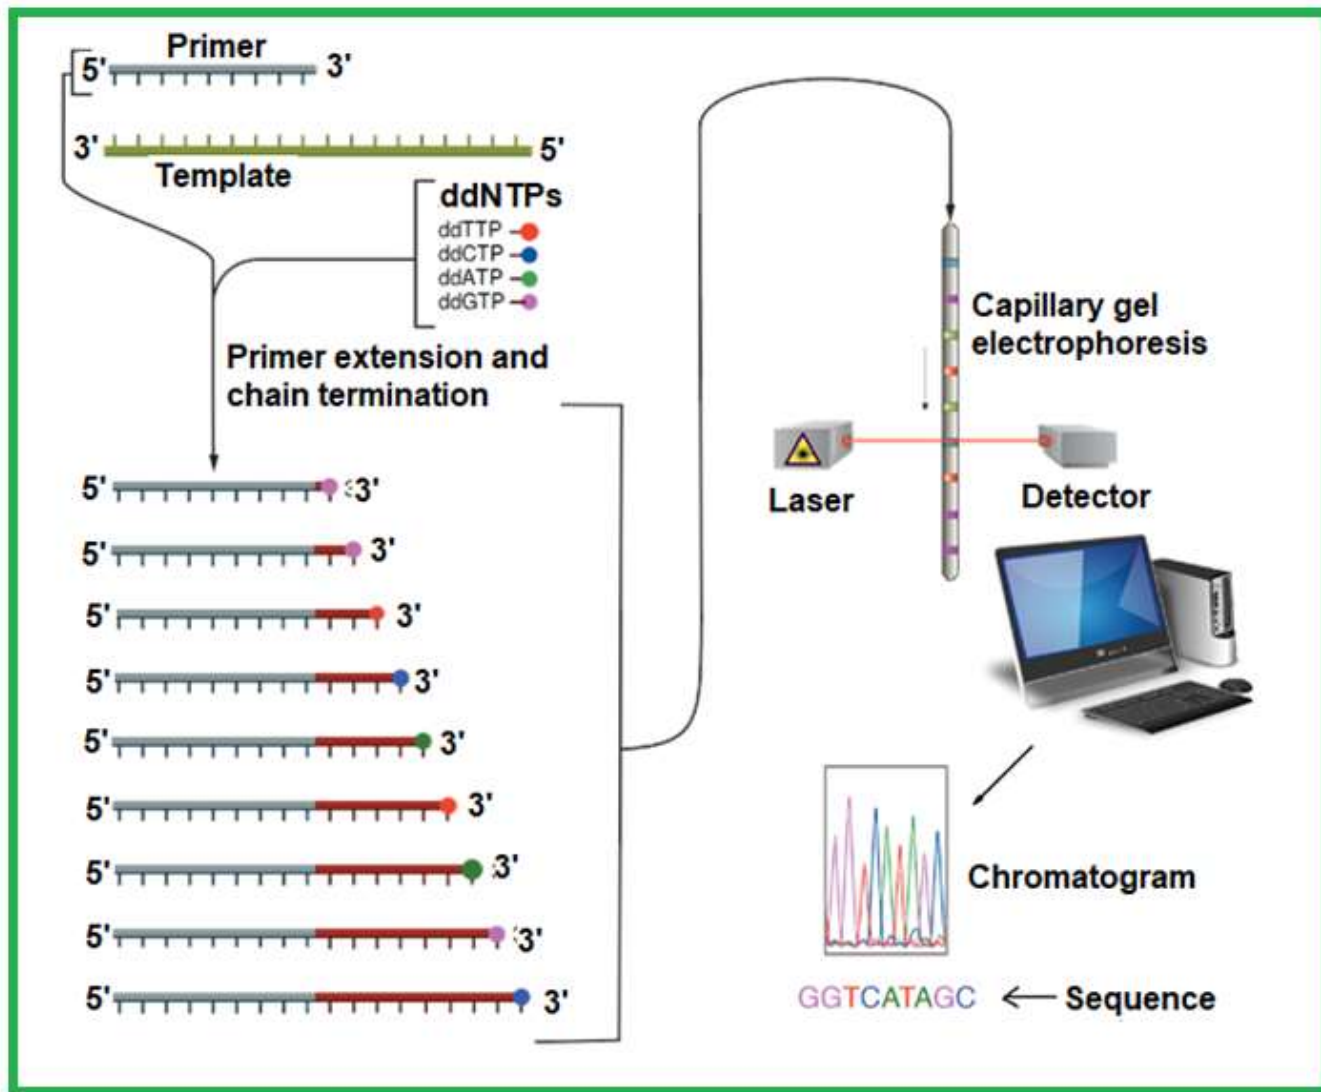 Primer
5' 3'
3' 5'
Template
ddNTPs
ddTTP
ddCTP
ddATP
ddGTP
Primer extension and
chain termination
5' 3'
5' 3'
5' 3'
5' 3'
5' 3'
5' 3'
5' 3'
5' 3'
5' 3'
Capillary gel
electrophoresis
Laser
Detector
Chromatogram
GGTCATAGC
Sequence